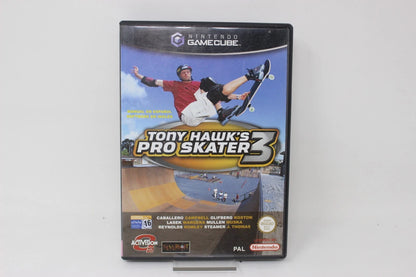 NINTENDO
GAMECUBE
TONY HAWK'S
PRO SKATER 3
CABALLERO CAMPBELL GLIFBERG KOSTON
LASEK MARGERA MULLEN MUSKA
REYNOLDS ROWLEY STEAMER J. THOMAS
ACTIVISION
O2
PAL
Nintendo